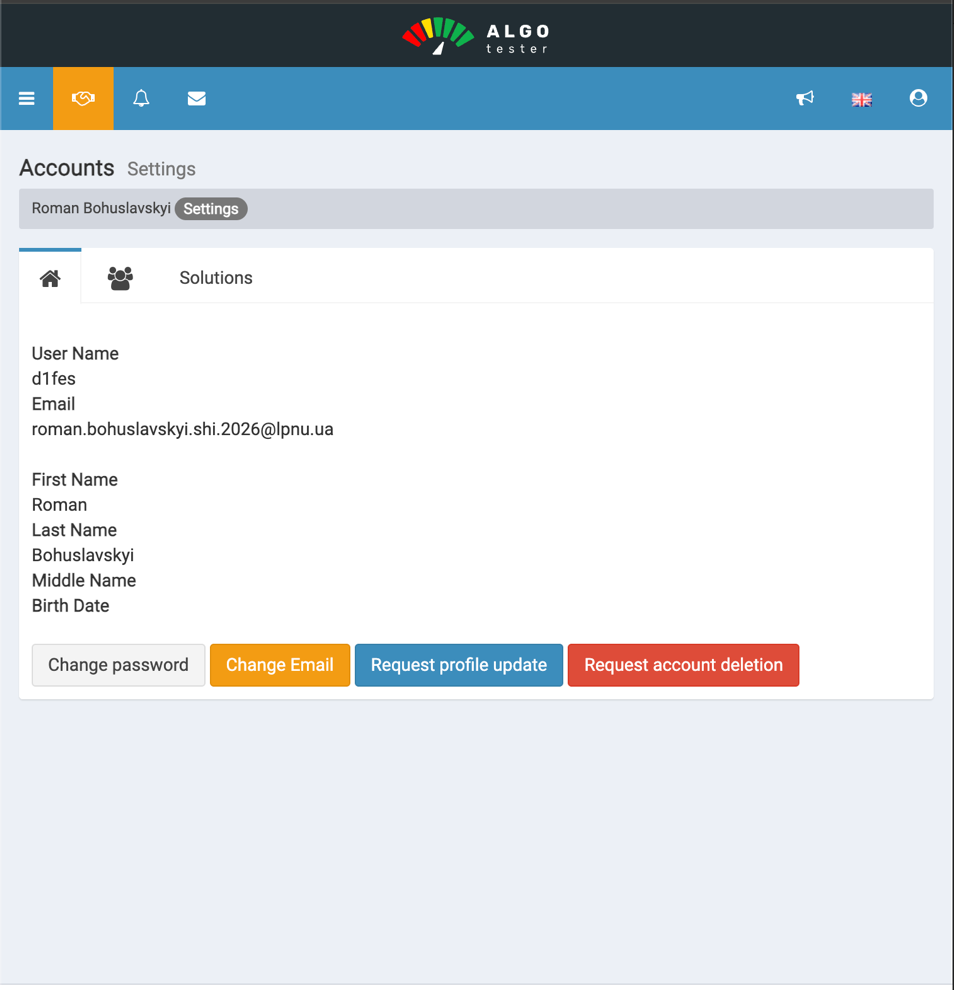 ALGO
tester
Accounts Settings
Roman Bohuslavskyi Settings
Solutions
User Name
d1fes
Email
roman.bohuslavskyi.shi.2026@lpnu.ua
First Name
Roman
Last Name
Bohuslavskyi
Middle Name
Birth Date
Change password Change Email Request profile update Request account deletion